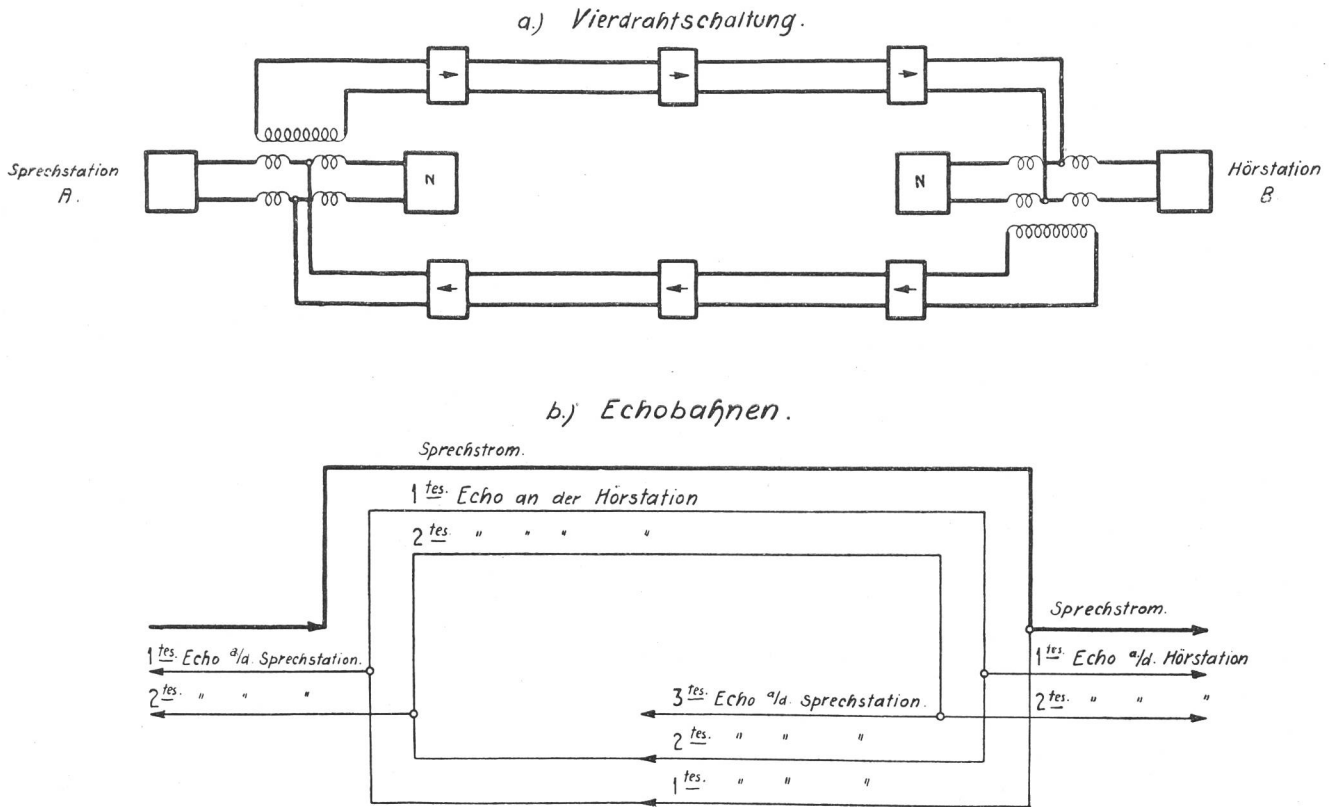 a.) Vierdrahtschaltung.
Sprechstation
A.
N
N
Hörstation
B
b.) Echobahnen.
Sprechstrom.
1tes. Echo an der Hörstation
2tes. " " " "
Sprechstrom.
1tes. Echo a/d. Sprechstation.
2tes. " " "
1tes. Echo a/d. Hörstation
2tes. " " "
3tes. Echo a/d. Sprechstation.
2tes. " " "
1tes. " " "